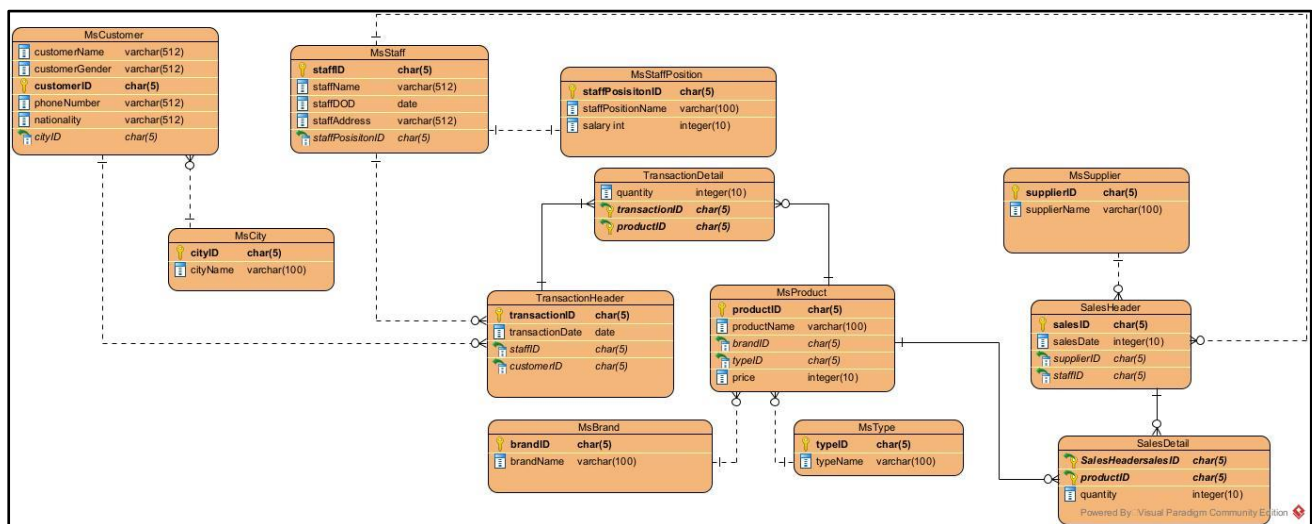 MsCustomer
customerName varchar(512)
customerGender varchar(512)
customerID char(5)
phoneNumber varchar(512)
nationality varchar(512)
cityID char(5)
MsStaff
staffID char(5)
staffName varchar(512)
staffDOD date
staffAddress varchar(512)
staffPosisitonID char(5)
MsStaffPosition
staffPosisitonID char(5)
staffPositionName varchar(100)
salary int integer(10)
TransactionDetail
quantity integer(10)
transactionID char(5)
productID char(5)
MsSupplier
supplierID char(5)
supplierName varchar(100)
MsCity
cityID char(5)
cityName varchar(100)
TransactionHeader
transactionID char(5)
transactionDate date
staffID char(5)
customerID char(5)
MsProduct
productID char(5)
productName varchar(100)
brandID char(5)
typeID char(5)
price integer(10)
SalesHeader
salesID char(5)
salesDate integer(10)
supplierID char(5)
staffID char(5)
MsBrand
brandID char(5)
brandName varchar(100)
MsType
typeID char(5)
typeName varchar(100)
SalesDetail
SalesHeadersalesID char(5)
productID char(5)
quantity integer(10)
Powered By Visual Paradigm Community Edition